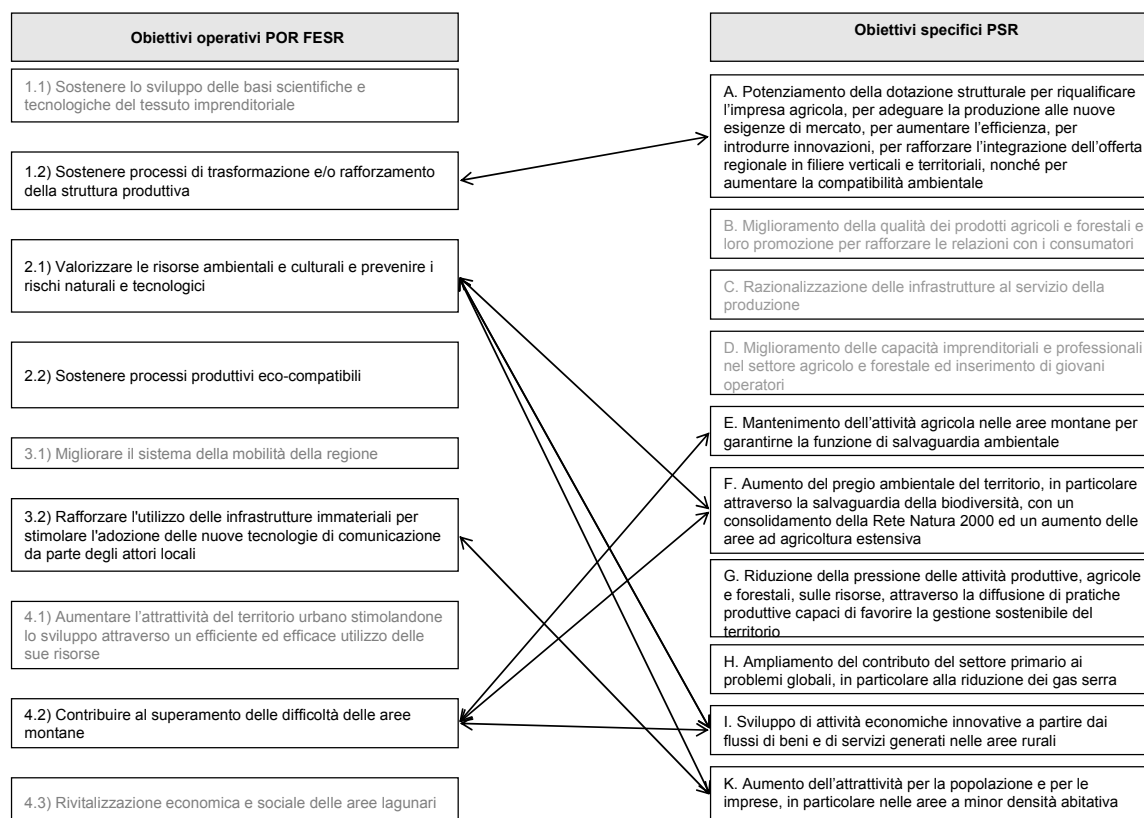 Obiettivi operativi POR FESR
1.1) Sostenere lo sviluppo delle basi scientifiche e
tecnologiche del tessuto imprenditoriale
1.2) Sostenere processi di trasformazione e/o rafforzamento
della struttura produttiva
2.1) Valorizzare le risorse ambientali e culturali e prevenire i
rischi naturali e tecnologici
2.2) Sostenere processi produttivi eco-compatibili
3.1) Migliorare il sistema della mobilità della regione
3.2) Rafforzare l'utilizzo delle infrastrutture immateriali per
stimolare l'adozione delle nuove tecnologie di comunicazione
da parte degli attori locali
4.1) Aumentare l'attrattività del territorio urbano stimolandone
lo sviluppo attraverso un efficiente ed efficace utilizzo delle
sue risorse
4.2) Contribuire al superamento delle difficoltà delle aree
montane
4.3) Rivitalizzazione economica e sociale delle aree lagunari
Obiettivi specifici PSR
A. Potenziamento della dotazione strutturale per riqualificare
l'impresa agricola, per adeguare la produzione alle nuove
esigenze di mercato, per aumentare l'efficienza, per
introdurre innovazioni, per rafforzare l'integrazione dell'offerta
regionale in filiere verticali e territoriali, nonché per
aumentare la compatibilità ambientale
B. Miglioramento della qualità dei prodotti agricoli e forestali e
loro promozione per rafforzare le relazioni con i consumatori
C. Razionalizzazione delle infrastrutture al servizio della
produzione
D. Miglioramento delle capacità imprenditoriali e professionali
nel settore agricolo e forestale ed inserimento di giovani
operatori
E. Mantenimento dell'attività agricola nelle aree montane per
garantirne la funzione di salvaguardia ambientale
F. Aumento del pregio ambientale del territorio, in particolare
attraverso la salvaguardia della biodiversità, con un
consolidamento della Rete Natura 2000 ed un aumento delle
aree ad agricoltura estensiva
G. Riduzione della pressione delle attività produttive, agricole
e forestali, sulle risorse, attraverso la diffusione di pratiche
produttive capaci di favorire la gestione sostenibile del
territorio
H. Ampliamento del contributo del settore primario ai
problemi globali, in particolare alla riduzione dei gas serra
I. Sviluppo di attività economiche innovative a partire dai
flussi di beni e di servizi generati nelle aree rurali
K. Aumento dell'attrattività per la popolazione e per le
imprese, in particolare nelle aree a minor densità abitativa